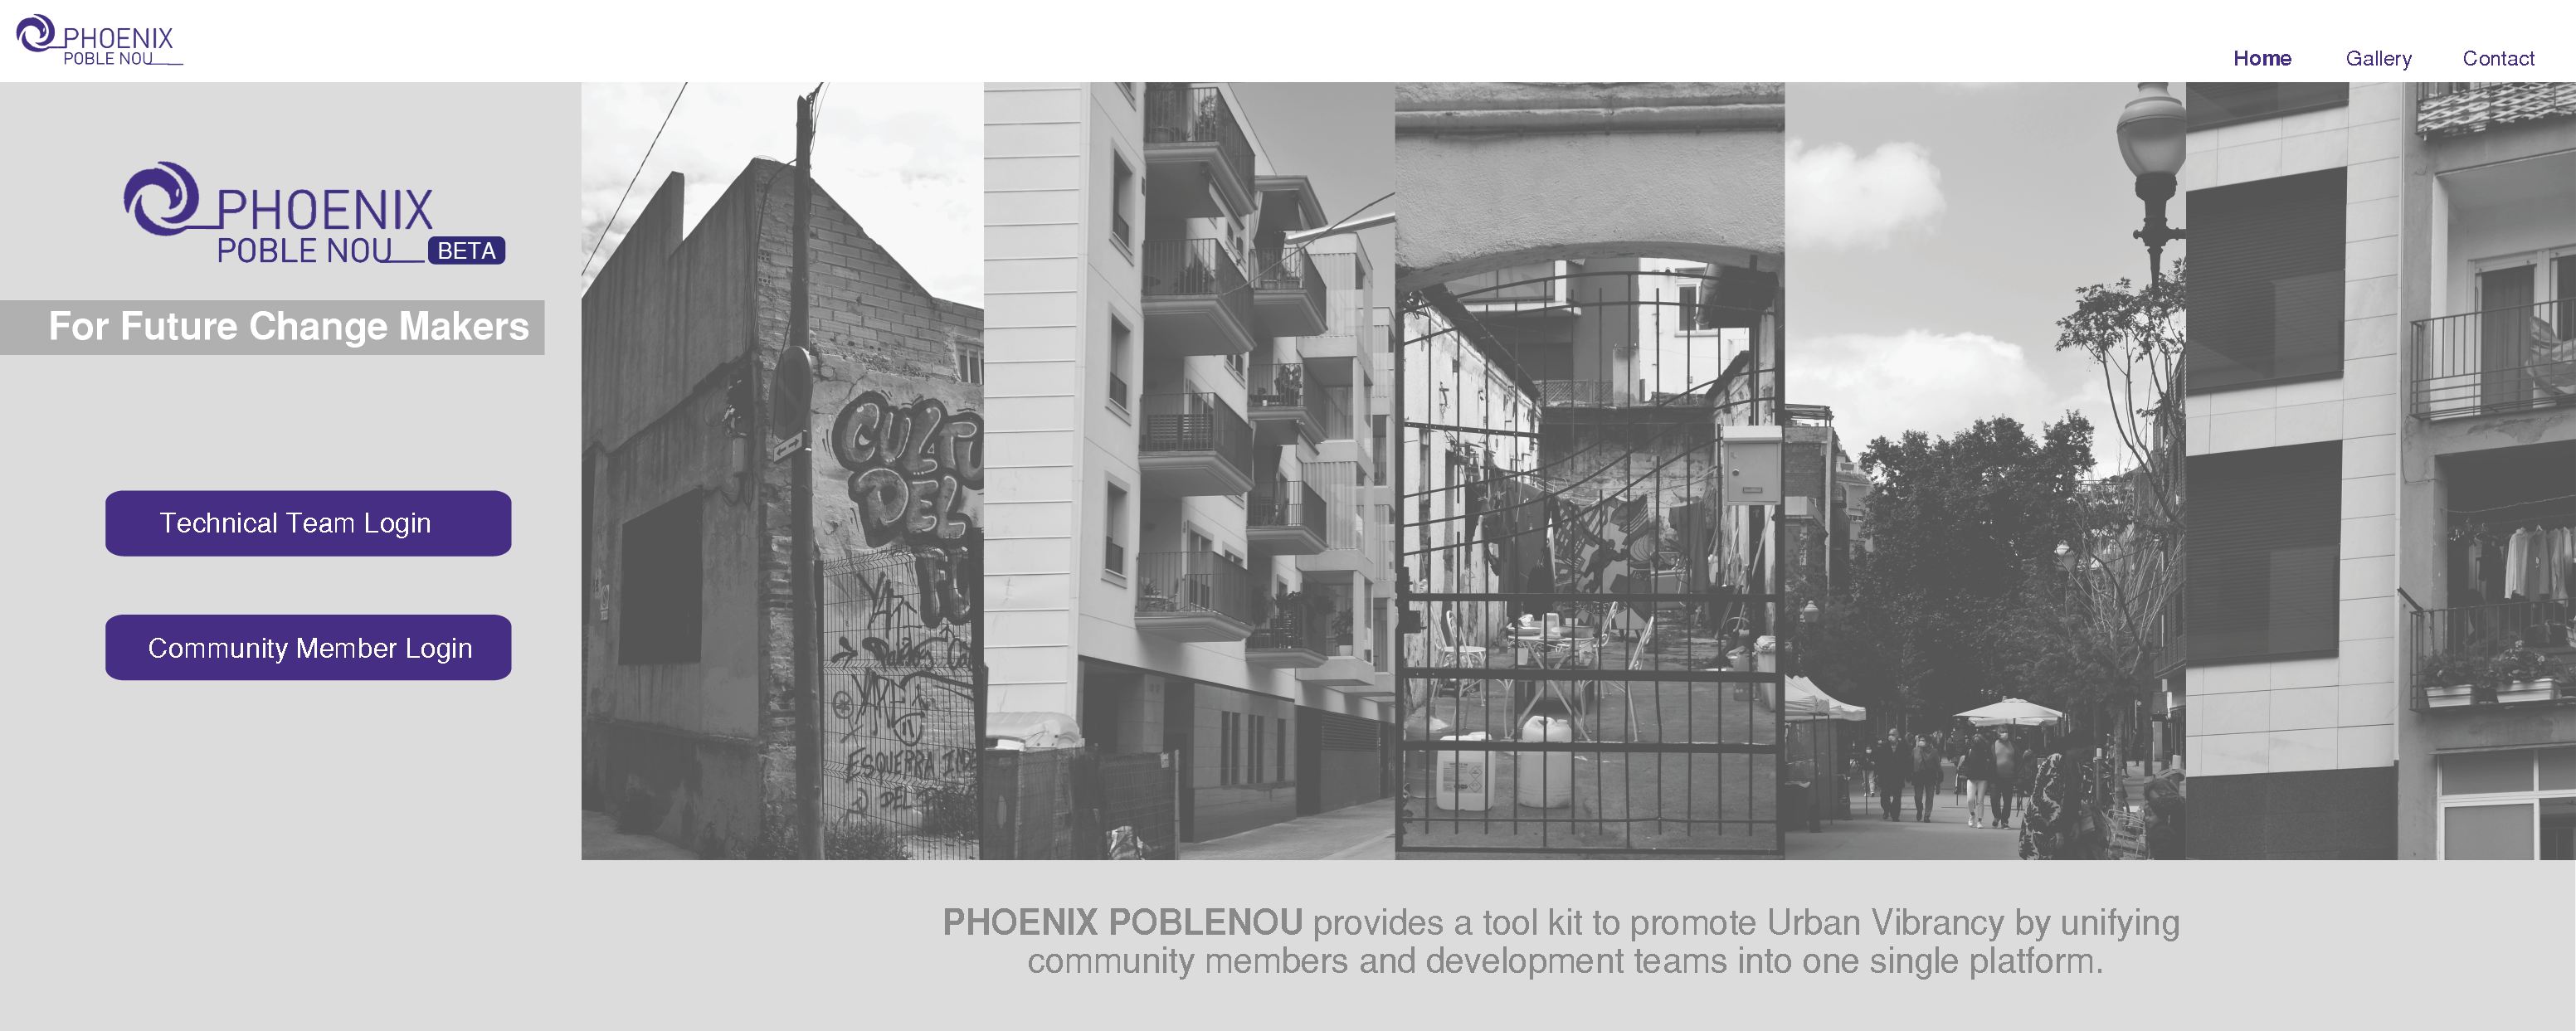 PHOENIX
POBLE NOU
Home Gallery Contact
PHOENIX
POBLE NOU BETA
For Future Change Makers
Technical Team Login
Community Member Login
DEL
ESQUERRA
DEL
PHOENIX POBLENOU provides a tool kit to promote Urban Vibrancy by unifying
community members and development teams into one single platform.